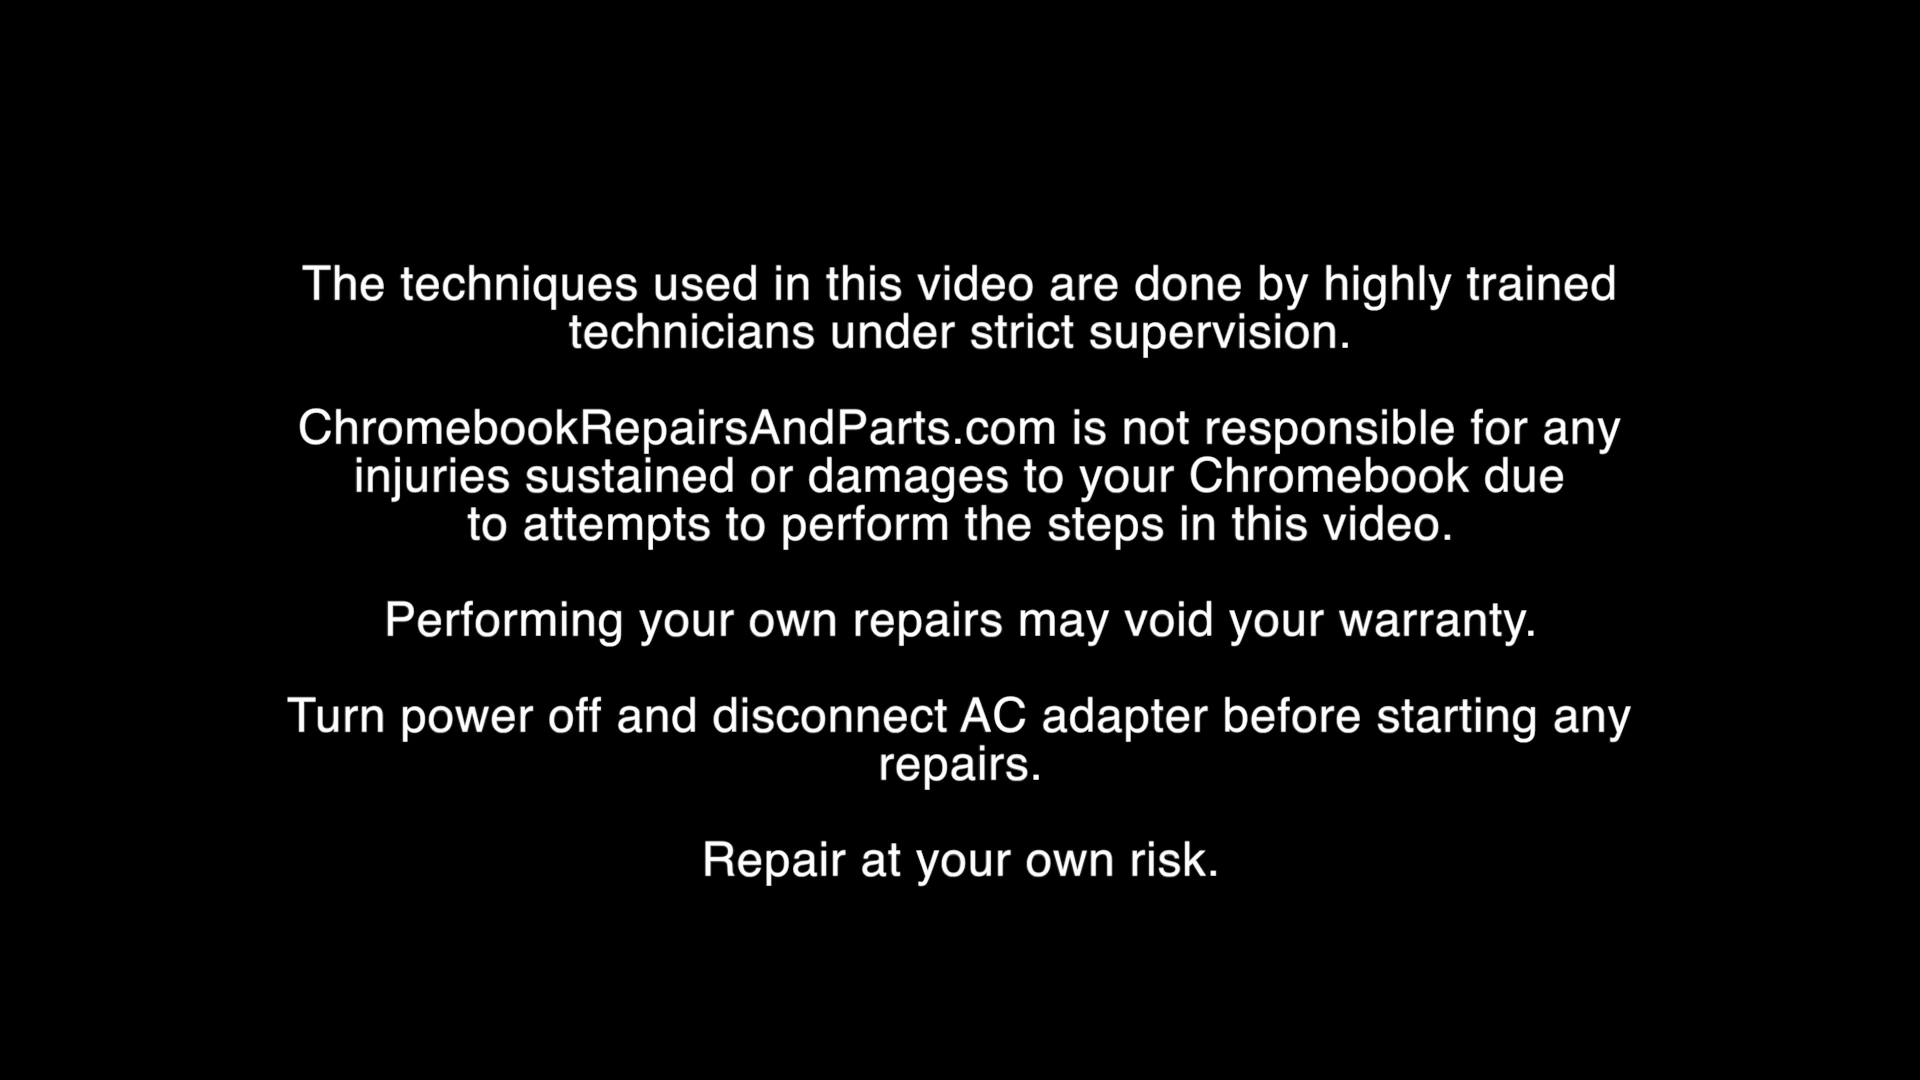 The techniques used in this video are done by highly trained
technicians under strict supervision.
ChromebookRepairsAndParts.com is not responsible for any
injuries sustained or damages to your Chromebook due
to attempts to perform the steps in this video.
Performing your own repairs may void your warranty.
Turn power off and disconnect AC adapter before starting any
repairs.
Repair at your own risk.